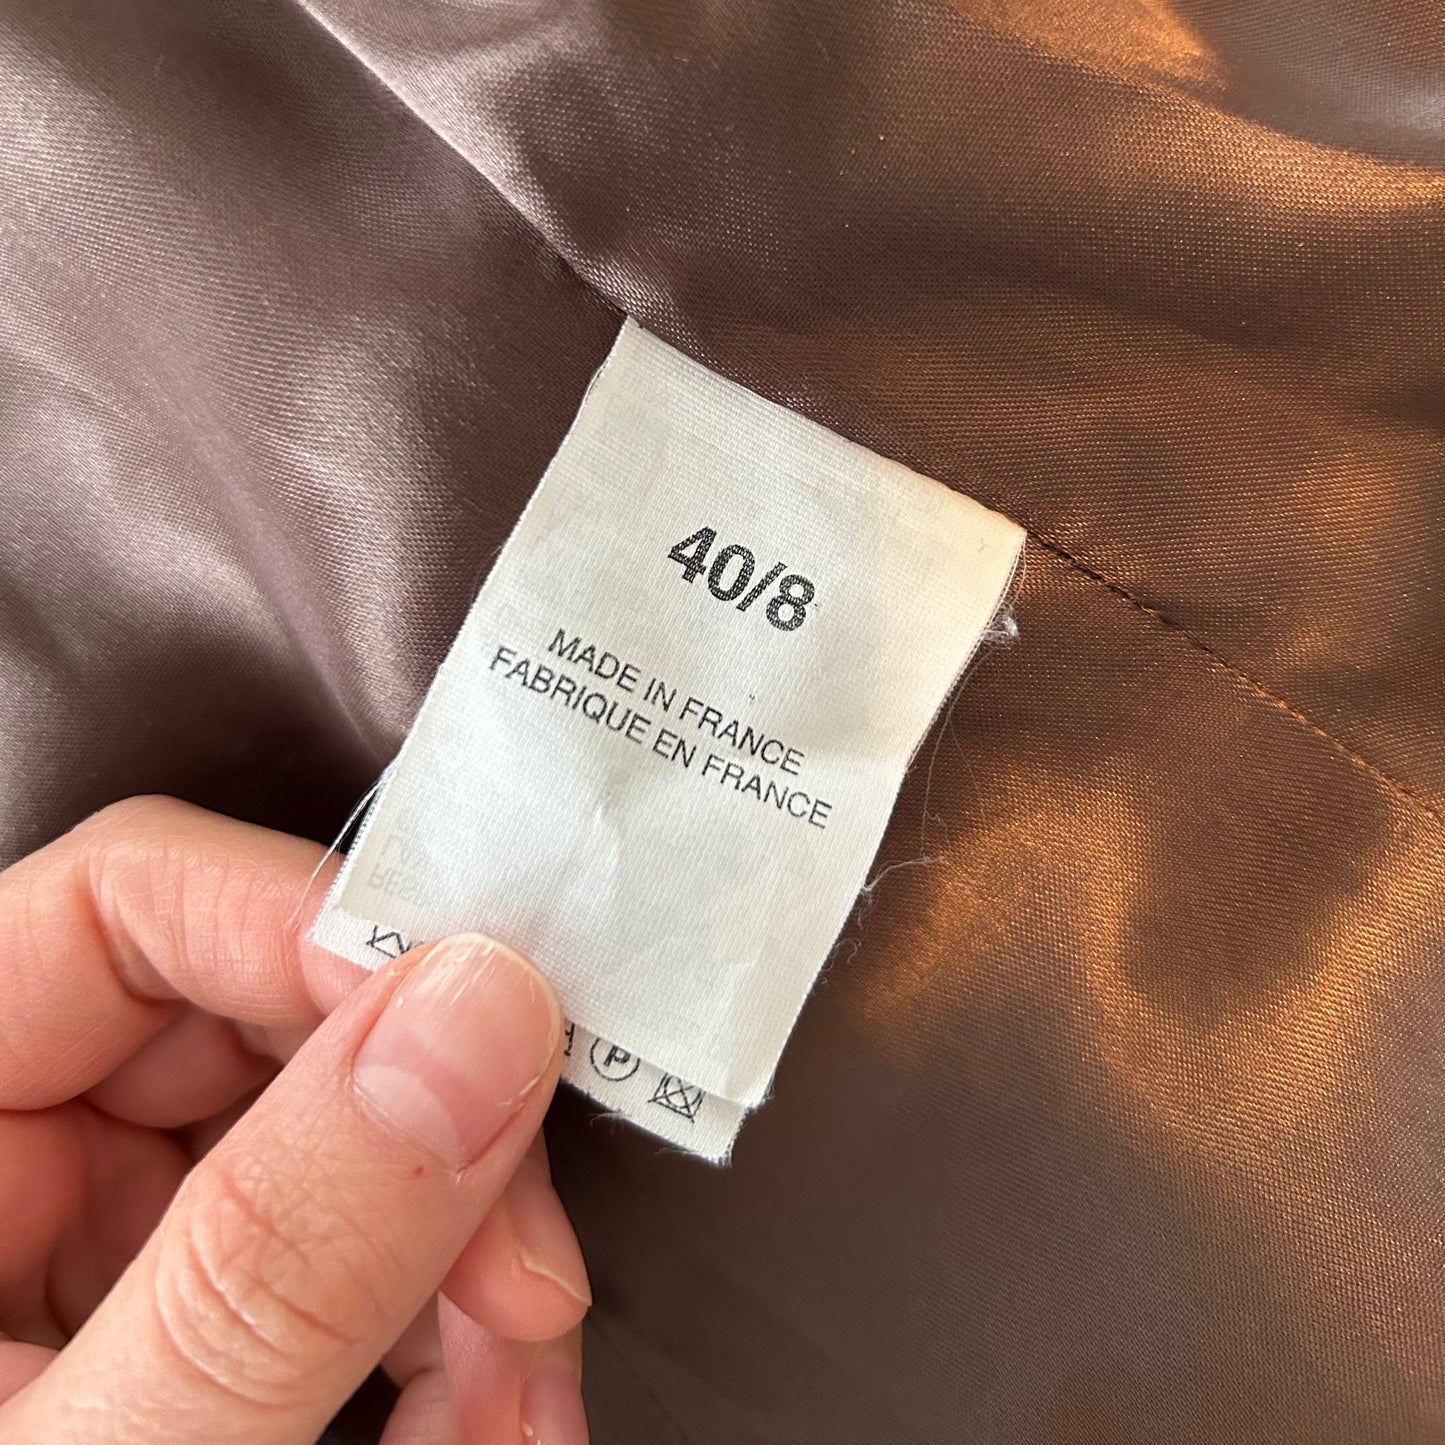 40/8
MADE IN FRANCE
FABRIQUE EN FRANCE
P